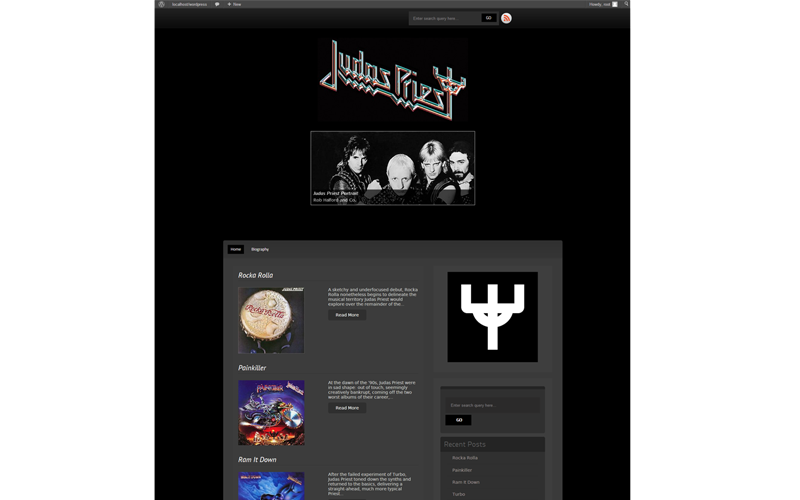 localhost/wordpress
New
Howdy, root
Enter search query here...
GO
Judas Priest
Judas Priest Portrait
Rob Halford and Co.
Home
Biography
Rocka Rolla
JUDAS PRIEST
Rocka Rolla
A sketchy and underfocused debut, Rocka
Rolla nonetheless begins to delineate the
musical territory Judas Priest would
explore over the remainder of the...
Read More
Painkiller
PAINKILLER
At the dawn of the '90s, Judas Priest were
in sad shape- out of touch, seemingly
creatively bankrupt, coming off the two
worst albums of their career...
Read More
Ram It Down
After the failed experiment of Turbo,
Judas Priest toned down the synths and
returned to the basics, delivering a
straight-ahead, much more typical
Priest...
Enter search query here...
GO
Recent Posts
Rocka Rolla
Painkiller
Ram It Down
Turbo